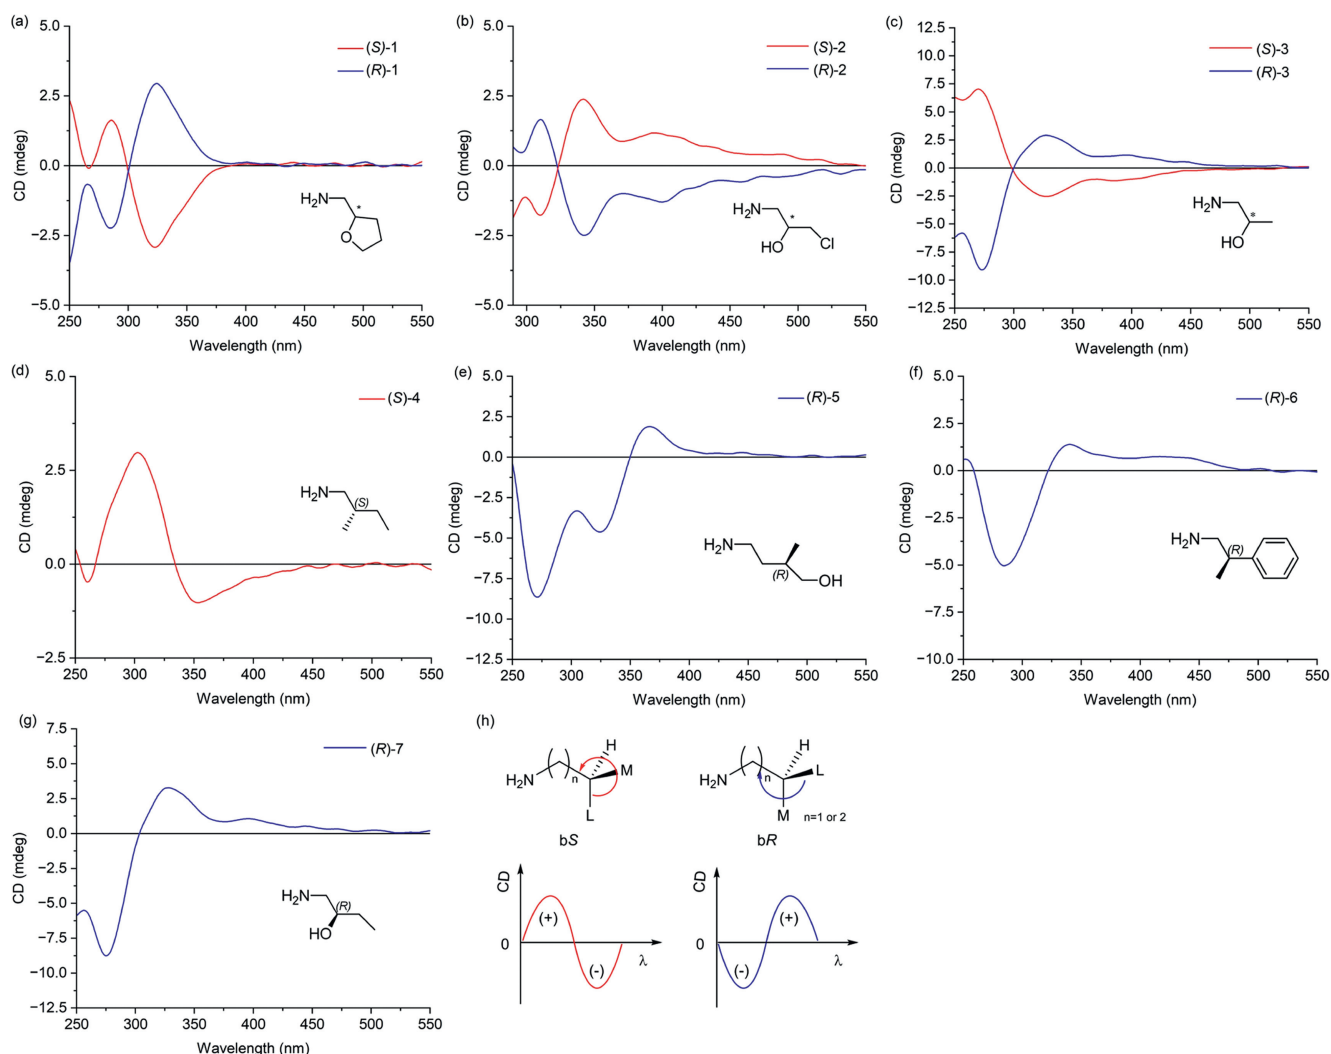 (a)
5.0
2.5
0.0
−2.5
−5.0
CD (mdeg)
(S)-1
(R)-1
H₂N
*
O
250 300 350 400 450 500 550
Wavelength (nm)
(b)
5.0
2.5
0.0
−2.5
−5.0
CD (mdeg)
(S)-2
(R)-2
H₂N
*
HO
Cl
300 350 400 450 500 550
Wavelength (nm)
(c)
12.5
10.0
7.5
5.0
2.5
0.0
−2.5
−5.0
−7.5
−10.0
−12.5
CD (mdeg)
(S)-3
(R)-3
H₂N
*
HO
250 300 350 400 450 500 550
Wavelength (nm)
(d)
5.0
2.5
0.0
−2.5
CD (mdeg)
(S)-4
H₂N
(S)
250 300 350 400 450 500 550
Wavelength (nm)
(e)
5.0
2.5
0.0
−2.5
−5.0
−7.5
−10.0
−12.5
CD (mdeg)
(R)-5
H₂N
(R)
OH
250 300 350 400 450 500 550
Wavelength (nm)
(f)
5.0
2.5
0.0
−2.5
−5.0
−7.5
−10.0
CD (mdeg)
(R)-6
H₂N
(R)
250 300 350 400 450 500 550
Wavelength (nm)
(g)
7.5
5.0
2.5
0.0
−2.5
−5.0
−7.5
−10.0
−12.5
CD (mdeg)
(R)-7
H₂N
(R)
HO
250 300 350 400 450 500 550
Wavelength (nm)
(h)
H
H₂N
n
M
L
bS
H
H₂N
n
L
M
n=1 or 2
bR
CD
(+)
0
(-)
λ
CD
(+)
0
(-)
λ